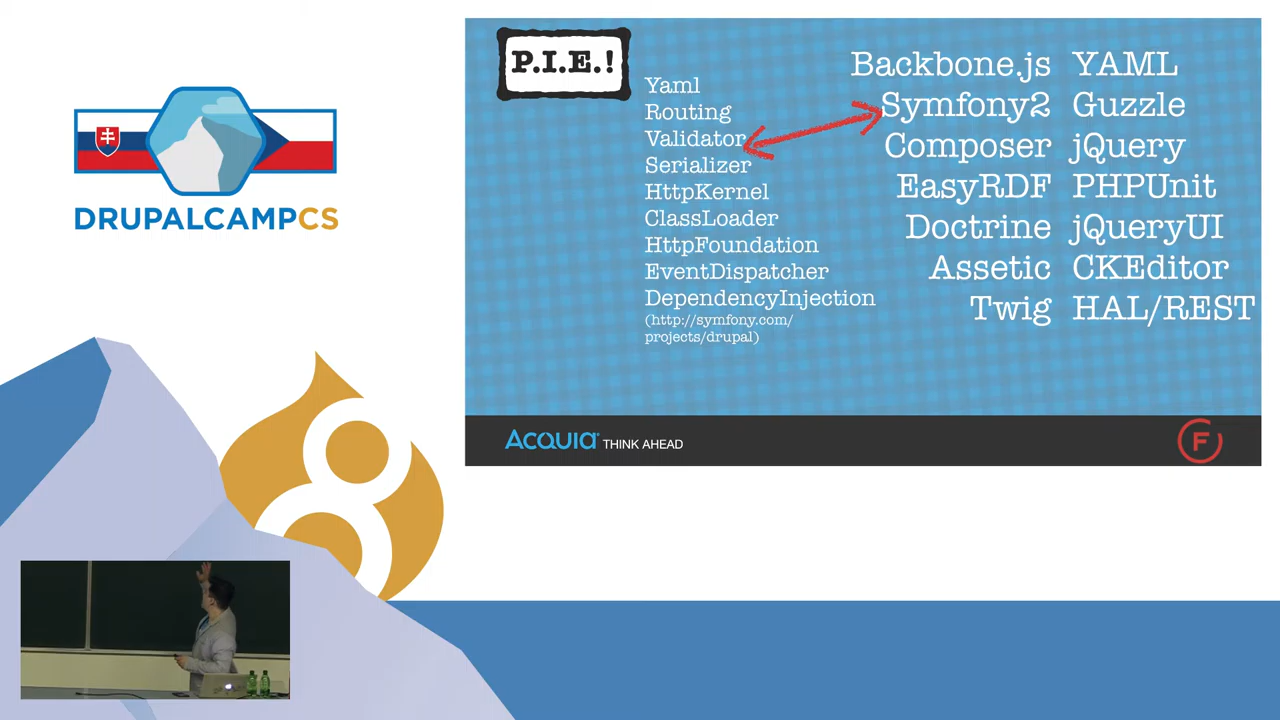 DRUPALCAMPCS
P.I.E.!
Yaml
Routing
Validator
Serializer
HttpKernel
ClassLoader
HttpFoundation
EventDispatcher
DependencyInjection
(http://symfony.com/
projects/drupal)
Backbone.js YAML
Symfony2 Guzzle
Composer jQuery
EasyRDF PHPUnit
Doctrine jQueryUI
Assetic CKEditor
Twig HAL/REST
ACQUIA® THINK AHEAD
F
8